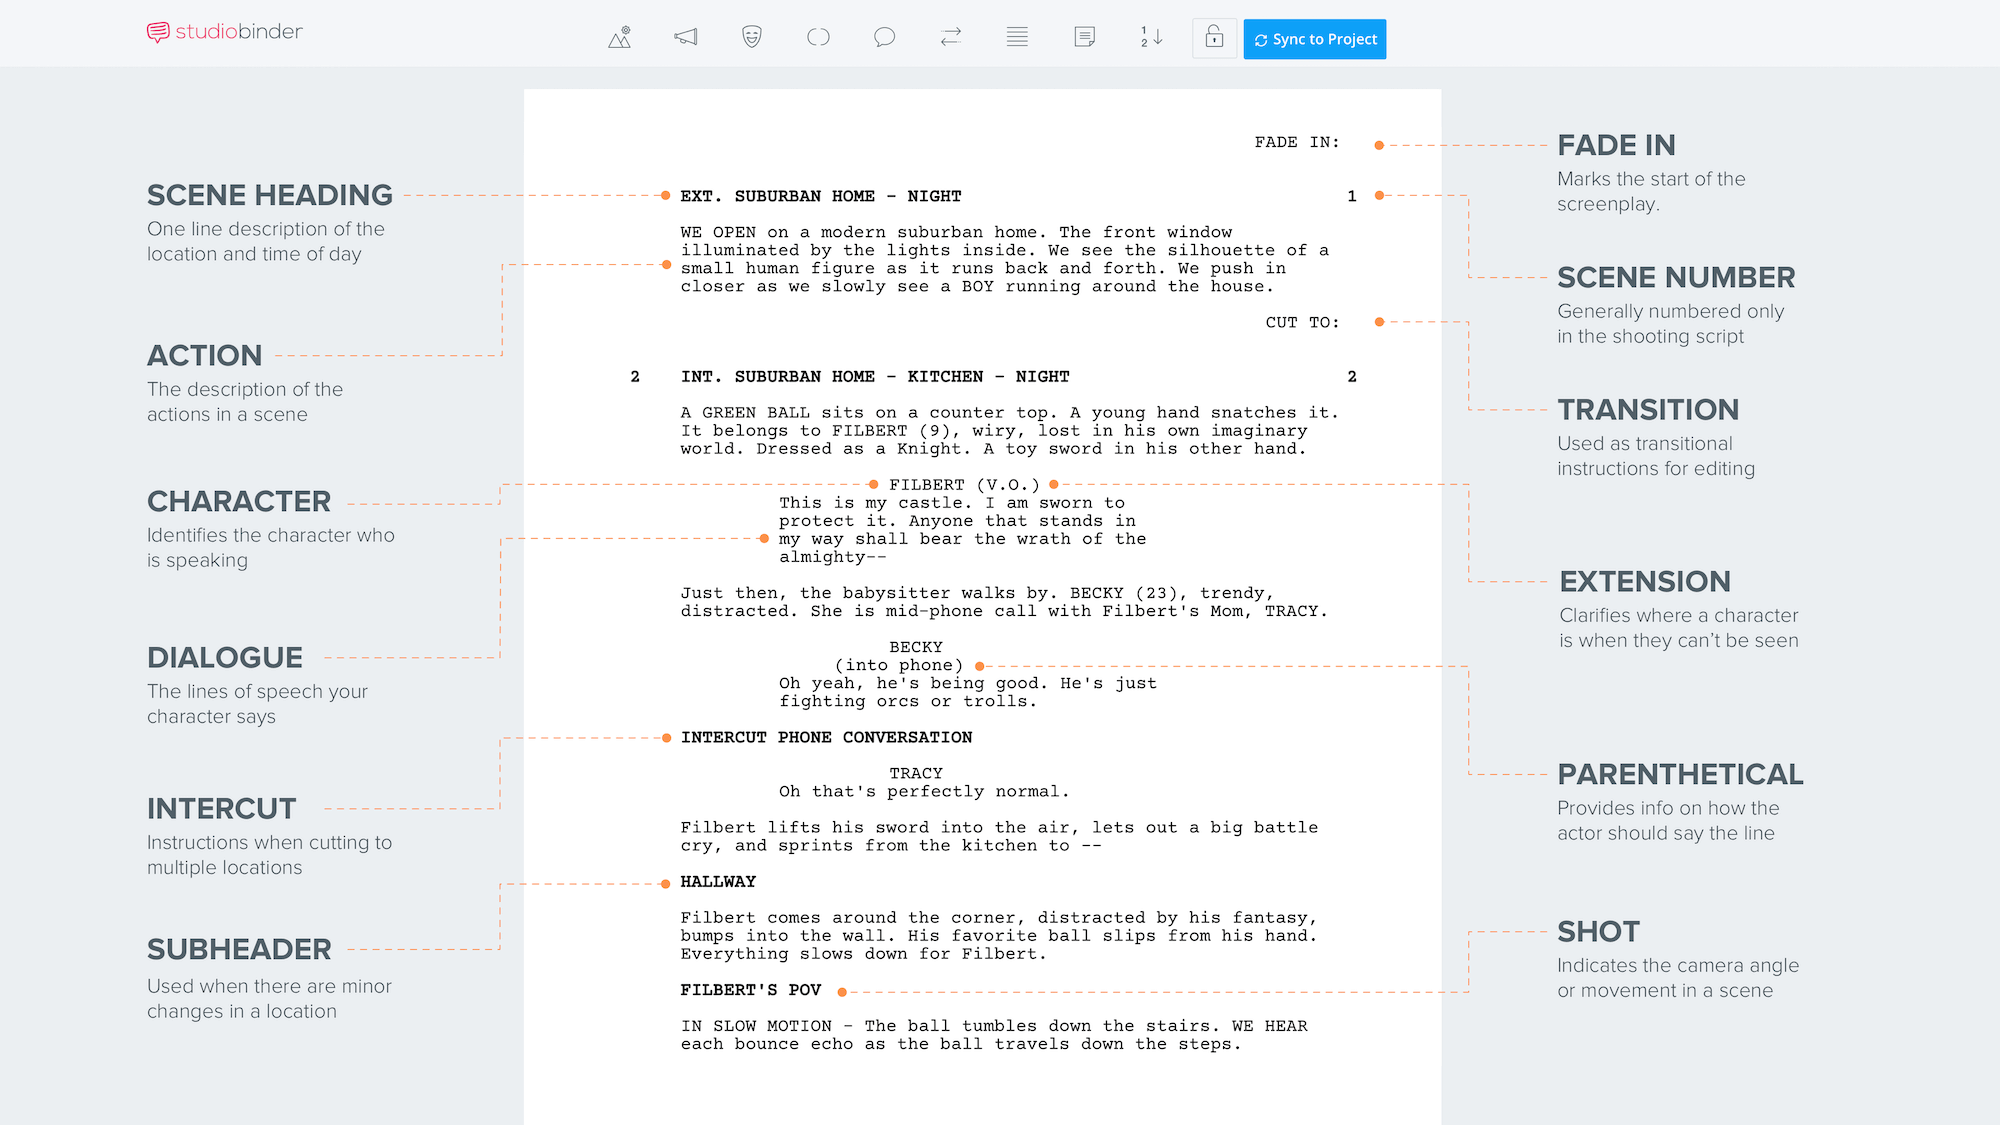 studiobinder
1
2
Sync to Project
SCENE HEADING
One line description of the
location and time of day
ACTION
The description of the
actions in a scene
CHARACTER
Identifies the character who
is speaking
DIALOGUE
The lines of speech your
character says
INTERCUT
Instructions when cutting to
multiple locations
SUBHEADER
Used when there are minor
changes in a location
FADE IN:
EXT. SUBURBAN HOME - NIGHT 1
WE OPEN on a modern suburban home. The front window
illuminated by the lights inside. We see the silhouette of a
small human figure as it runs back and forth. We push in
closer as we slowly see a BOY running around the house.
CUT TO:
2 INT. SUBURBAN HOME - KITCHEN - NIGHT 2
A GREEN BALL sits on a counter top. A young hand snatches it.
It belongs to FILBERT (9), wiry, lost in his own imaginary
world. Dressed as a Knight. A toy sword in his other hand.
FILBERT (V.O.)
This is my castle. I am sworn to
protect it. Anyone that stands in
my way shall bear the wrath of the
almighty--
Just then, the babysitter walks by. BECKY (23), trendy,
distracted. She is mid-phone call with Filbert's Mom, TRACY.
BECKY
(into phone)
Oh yeah, he's being good. He's just
fighting orcs or trolls.
INTERCUT PHONE CONVERSATION
TRACY
Oh that's perfectly normal.
Filbert lifts his sword into the air, lets out a big battle
cry, and sprints from the kitchen to --
HALLWAY
Filbert comes around the corner, distracted by his fantasy,
bumps into the wall. His favorite ball slips from his hand.
Everything slows down for Filbert.
FILBERT'S POV
IN SLOW MOTION - The ball tumbles down the stairs. WE HEAR
each bounce echo as the ball travels down the steps.
FADE IN
Marks the start of the
screenplay.
SCENE NUMBER
Generally numbered only
in the shooting script
TRANSITION
Used as transitional
instructions for editing
EXTENSION
Clarifies where a character
is when they can't be seen
PARENTHETICAL
Provides info on how the
actor should say the line
SHOT
Indicates the camera angle
or movement in a scene